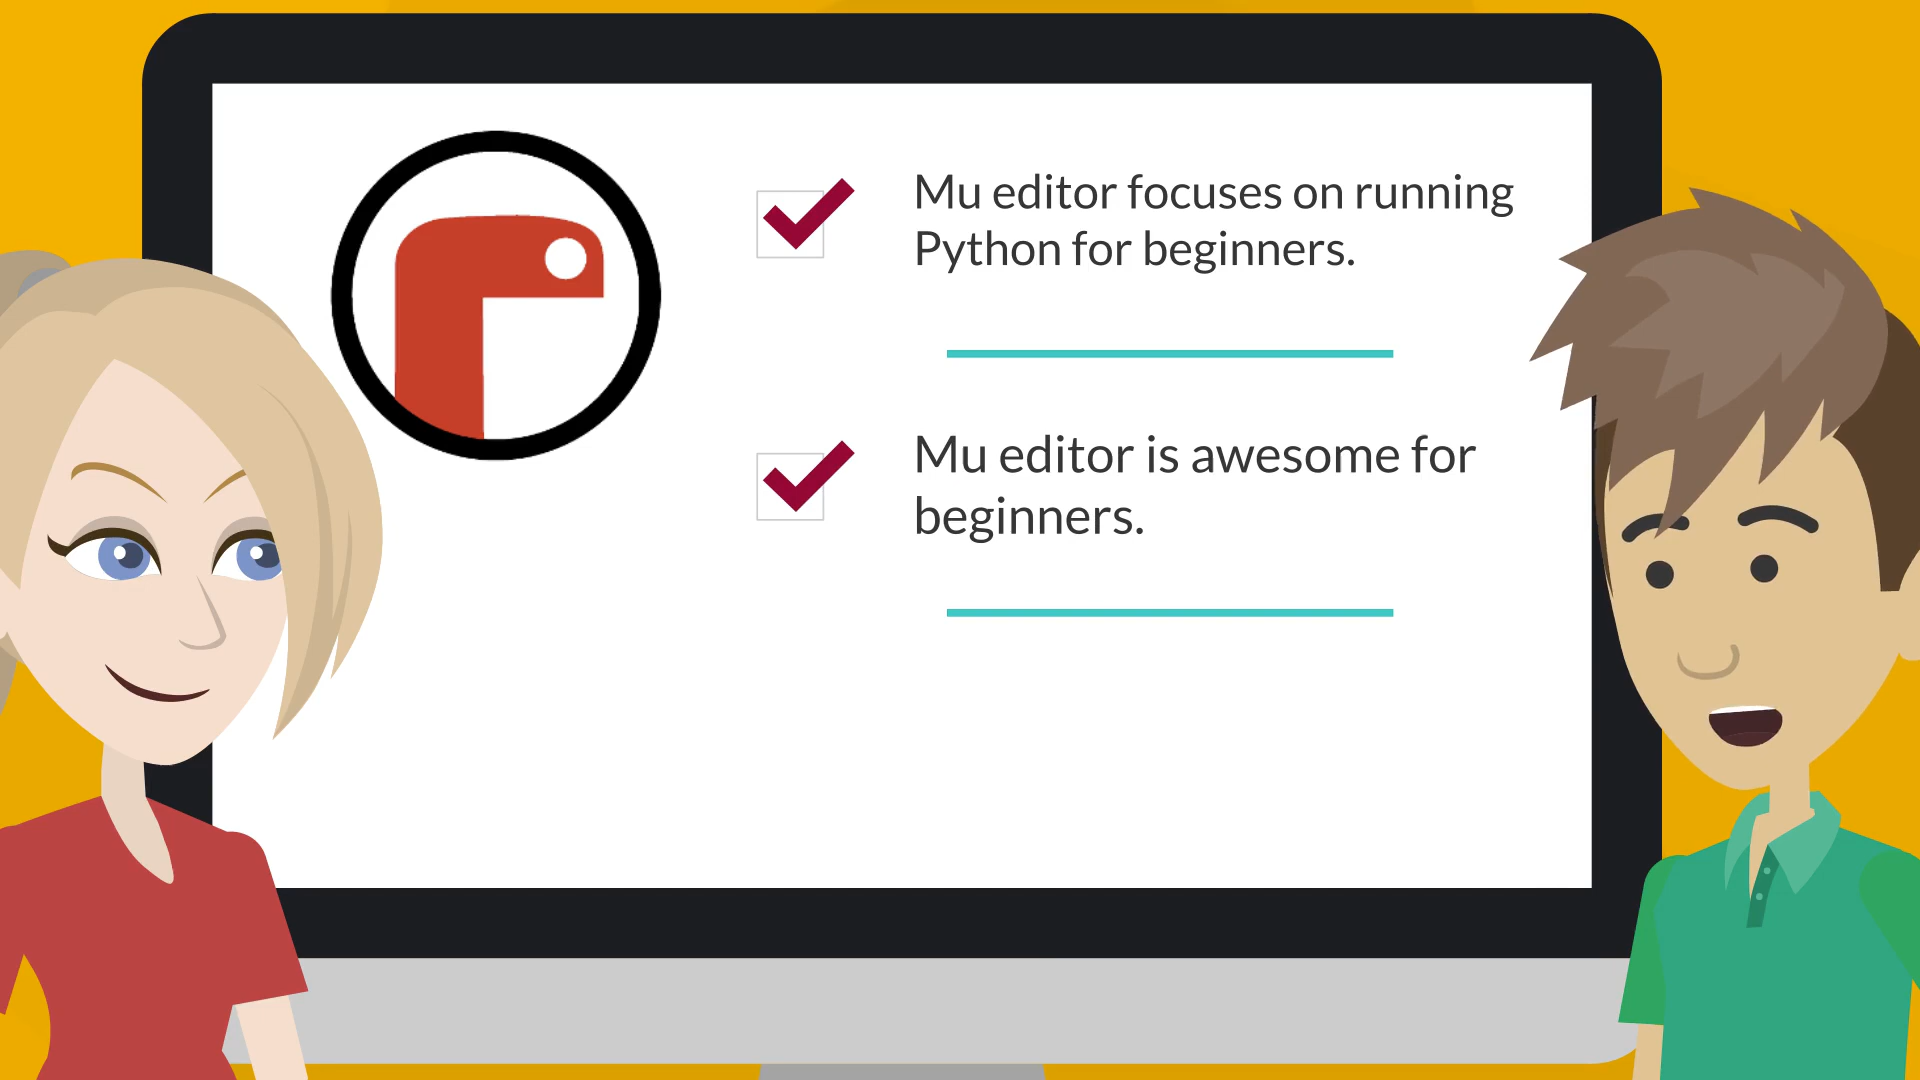 Mu editor focuses on running
Python for beginners.
Mu editor is awesome for
beginners.